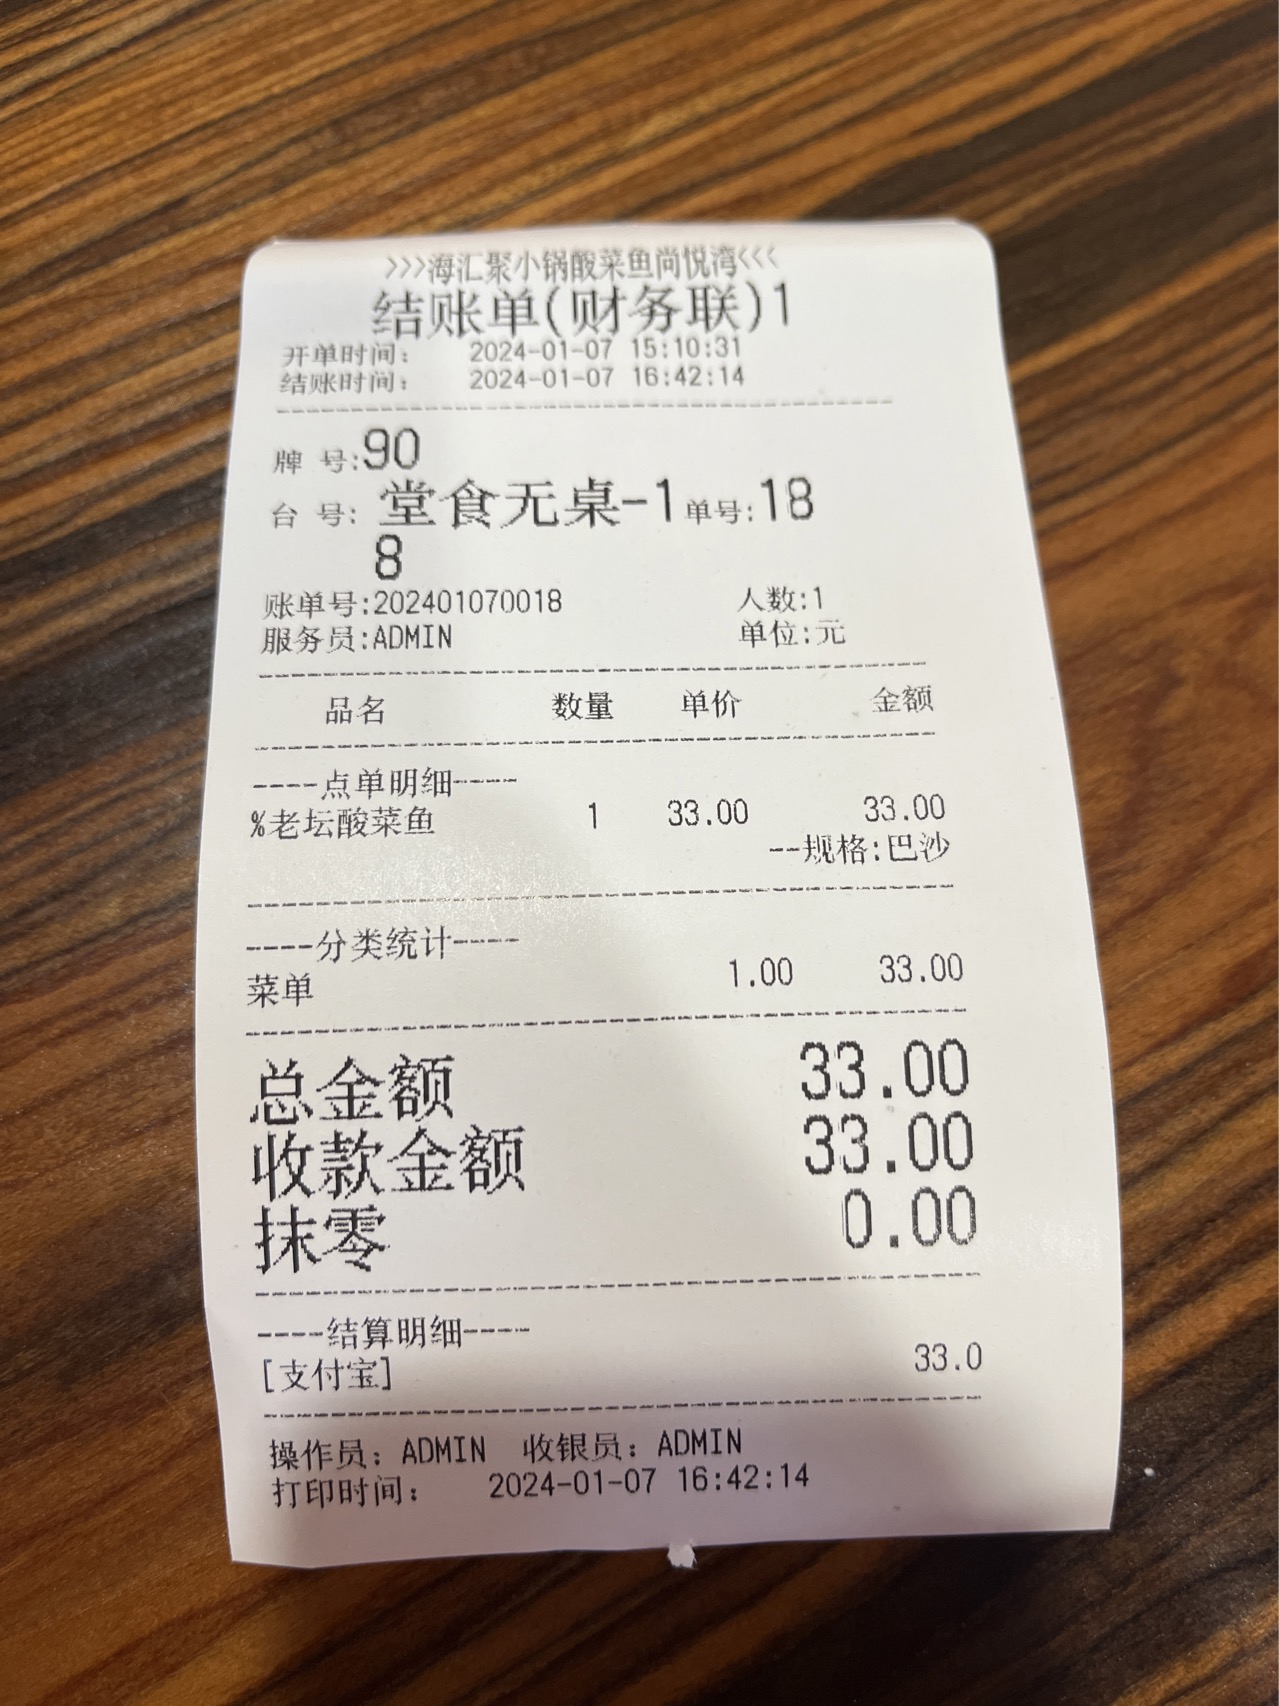 >>>海汇聚小锅酸菜鱼尚悦湾<<<
结账单(财务联)1
开单时间: 2024-01-07 15:10:31
结账时间: 2024-01-07 16:42:14
牌 号:90
台 号: 堂食无桌-1 单号:18
8
账单号:202401070018 人数:1
服务员:ADMIN 单位:元
品名 数量 单价 金额
----点单明细----
%老坛酸菜鱼 1 33.00 33.00
--规格:巴沙
----分类统计----
菜单 1.00 33.00
总金额 33.00
收款金额 33.00
抹零 0.00
----结算明细----
[支付宝] 33.0
操作员: ADMIN 收银员: ADMIN
打印时间: 2024-01-07 16:42:14